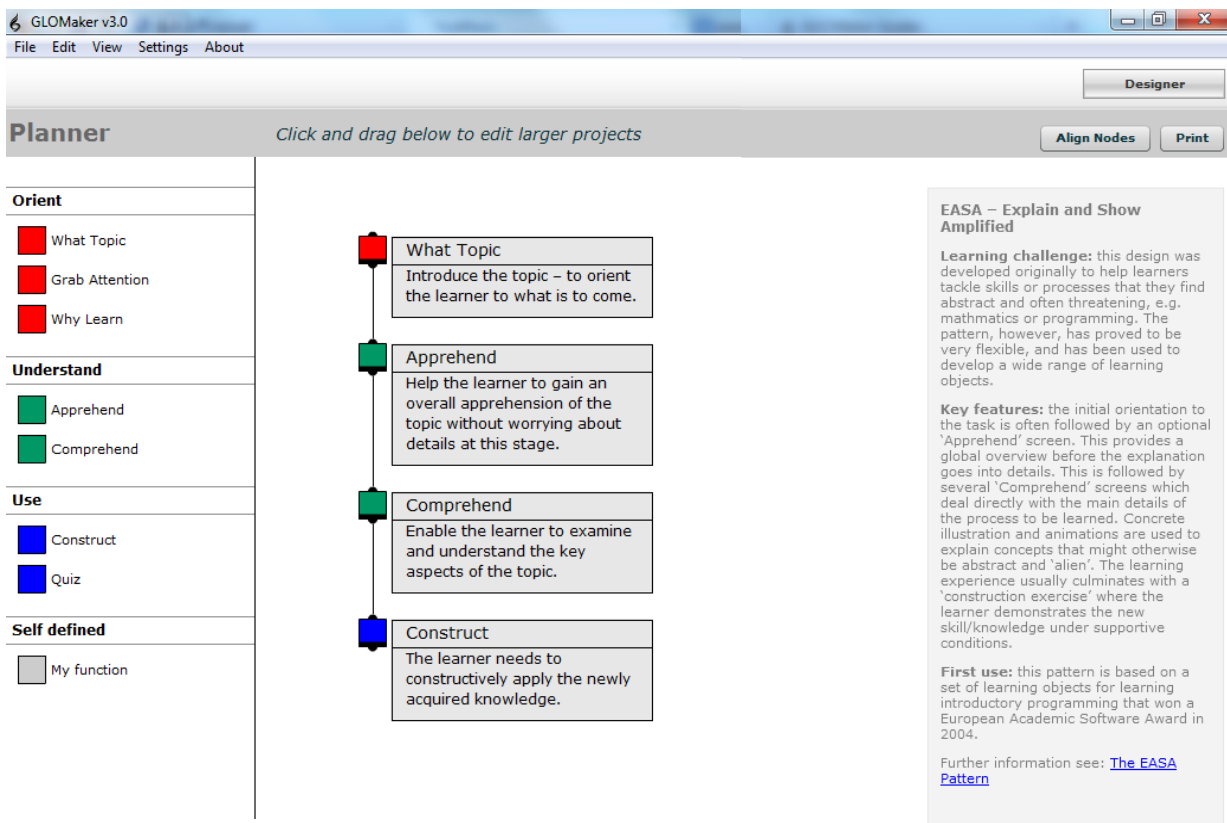 GLOMaker v3.0
File Edit View Settings About
Designer
Planner
Click and drag below to edit larger projects
Align Nodes
Print
Orient
What Topic
Grab Attention
Why Learn
Understand
Apprehend
Comprehend
Use
Construct
Quiz
Self defined
My function
What Topic
Introduce the topic – to orient
the learner to what is to come.
Apprehend
Help the learner to gain an
overall apprehension of the
topic without worrying about
details at this stage.
Comprehend
Enable the learner to examine
and understand the key
aspects of the topic.
Construct
The learner needs to
constructively apply the newly
acquired knowledge.
EASA – Explain and Show
Amplified
Learning challenge: this design was
developed originally to help learners
tackle skills or processes that they find
abstract and often threatening, e.g.
mathmatics or programming. The
pattern, however, has proved to be
very flexible, and has been used to
develop a wide range of learning
objects.
Key features: the initial orientation to
the task is often followed by an optional
‘Apprehend’ screen. This provides a
global overview before the explanation
goes into details. This is followed by
several ‘Comprehend’ screens which
deal directly with the main details of
the process to be learned. Concrete
illustration and animations are used to
explain concepts that might otherwise
be abstract and ‘alien’. The learning
experience usually culminates with a
‘construction exercise’ where the
learner demonstrates the new
skill/knowledge under supportive
conditions.
First use: this pattern is based on a
set of learning objects for learning
introductory programming that won a
European Academic Software Award in
2004.
Further information see: The EASA
Pattern